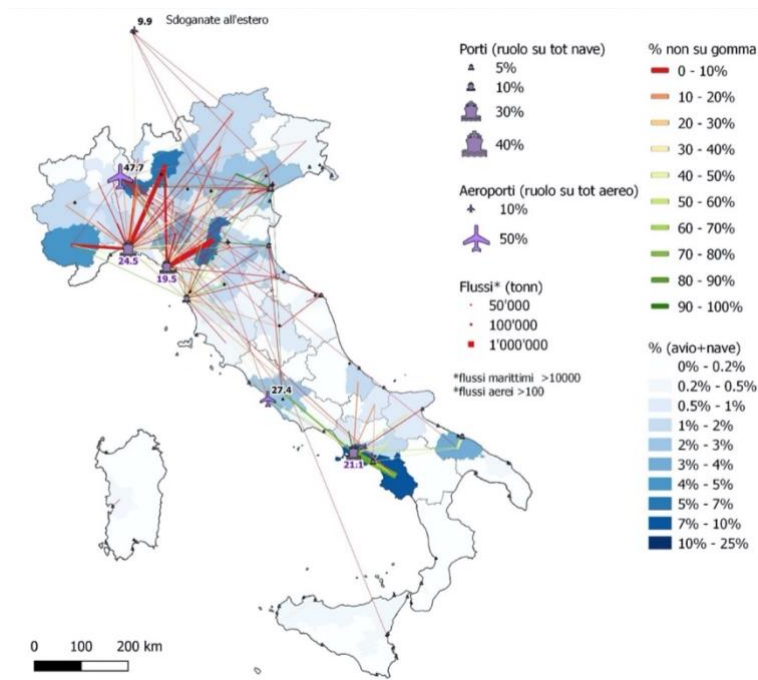 9.9 Sdoganate all'estero
47.7
24.5
19.5
27.4
21.1
0 100 200 km
Porti (ruolo su tot nave)
5%
10%
30%
40%
Aeroporti (ruolo su tot aereo)
10%
50%
Flussi* (tonn)
50'000
100'000
1'000'000
*flussi marittimi >10000
*flussi aerei >100
% non su gomma
0 - 10%
10 - 20%
20 - 30%
30 - 40%
40 - 50%
50 - 60%
60 - 70%
70 - 80%
80 - 90%
90 - 100%
% (avio+nave)
0% - 0.2%
0.2% - 0.5%
0.5% - 1%
1% - 2%
2% - 3%
3% - 4%
4% - 5%
5% - 7%
7% - 10%
10% - 25%